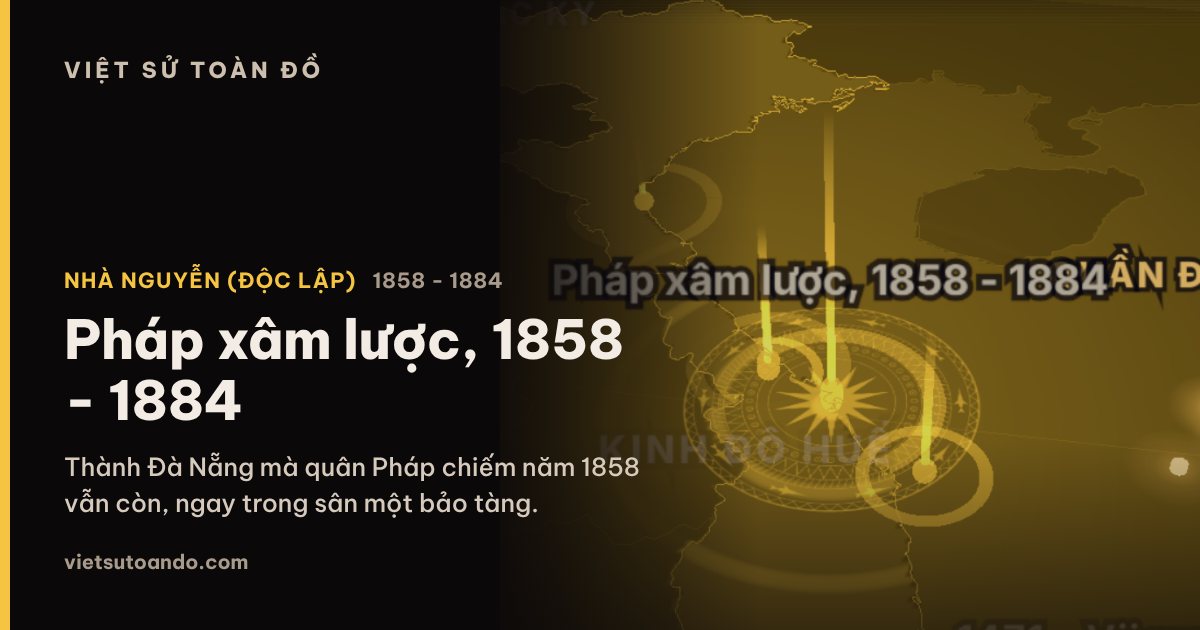 VIỆT SỬ TOÀN ĐỒ
NHÀ NGUYỄN (ĐỘC LẬP) 1858 - 1884
Pháp xâm lược, 1858
- 1884
Thành Đà Nẵng mà quân Pháp chiếm năm 1858
vẫn còn, ngay trong sân một bảo tàng.
vietsutoando.com
Pháp xâm lược, 1858 - 1884
KINH ĐÔ HUẾ